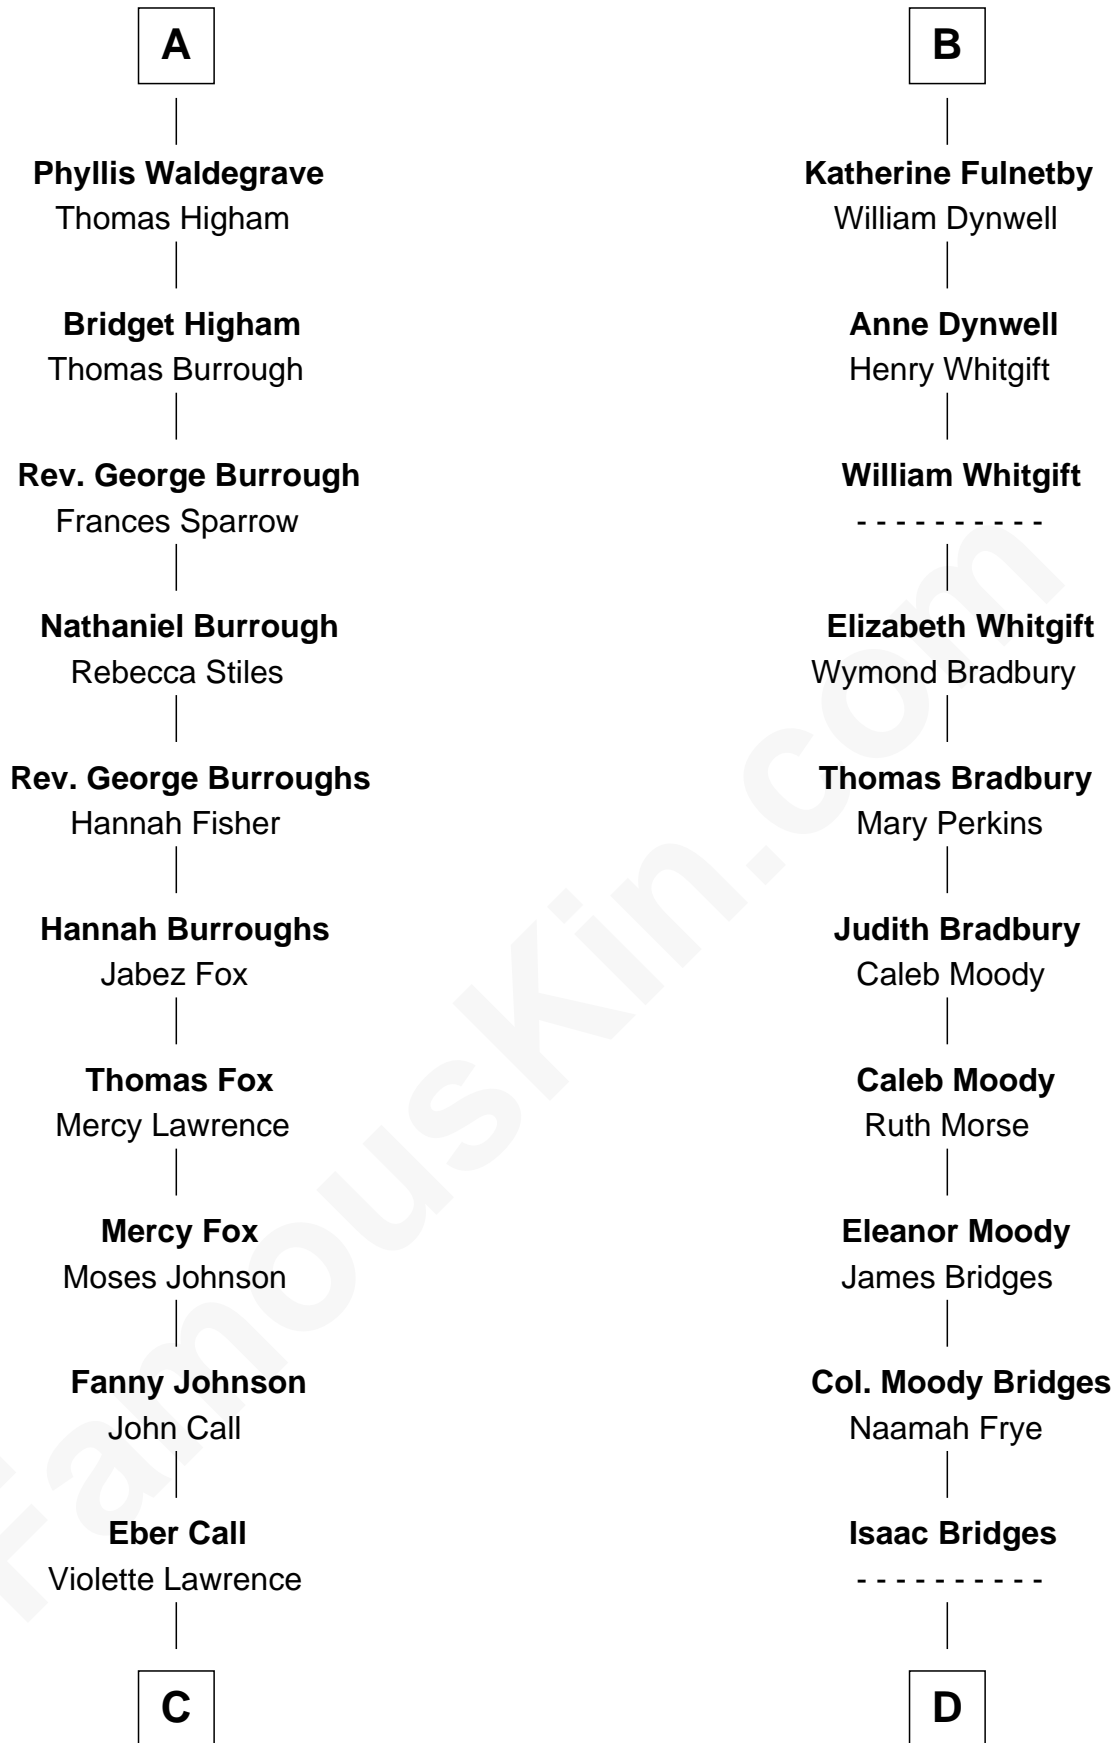 A
Phyllis Waldegrave
Thomas Higham
Bridget Higham
Thomas Burrough
Rev. George Burrough
Frances Sparrow
Nathaniel Burrough
Rebecca Stiles
Rev. George Burroughs
Hannah Fisher
Hannah Burroughs
Jabez Fox
Thomas Fox
Mercy Lawrence
Mercy Fox
Moses Johnson
Fanny Johnson
John Call
Eber Call
Violette Lawrence
C
B
Katherine Fulnetby
William Dynwell
Anne Dynwell
Henry Whitgift
William Whitgift
- - - - - - - - - -
Elizabeth Whitgift
Wymond Bradbury
Thomas Bradbury
Mary Perkins
Judith Bradbury
Caleb Moody
Caleb Moody
Ruth Morse
Eleanor Moody
James Bridges
Col. Moody Bridges
Naamah Frye
Isaac Bridges
- - - - - - - - - -
D
FamousKin.com